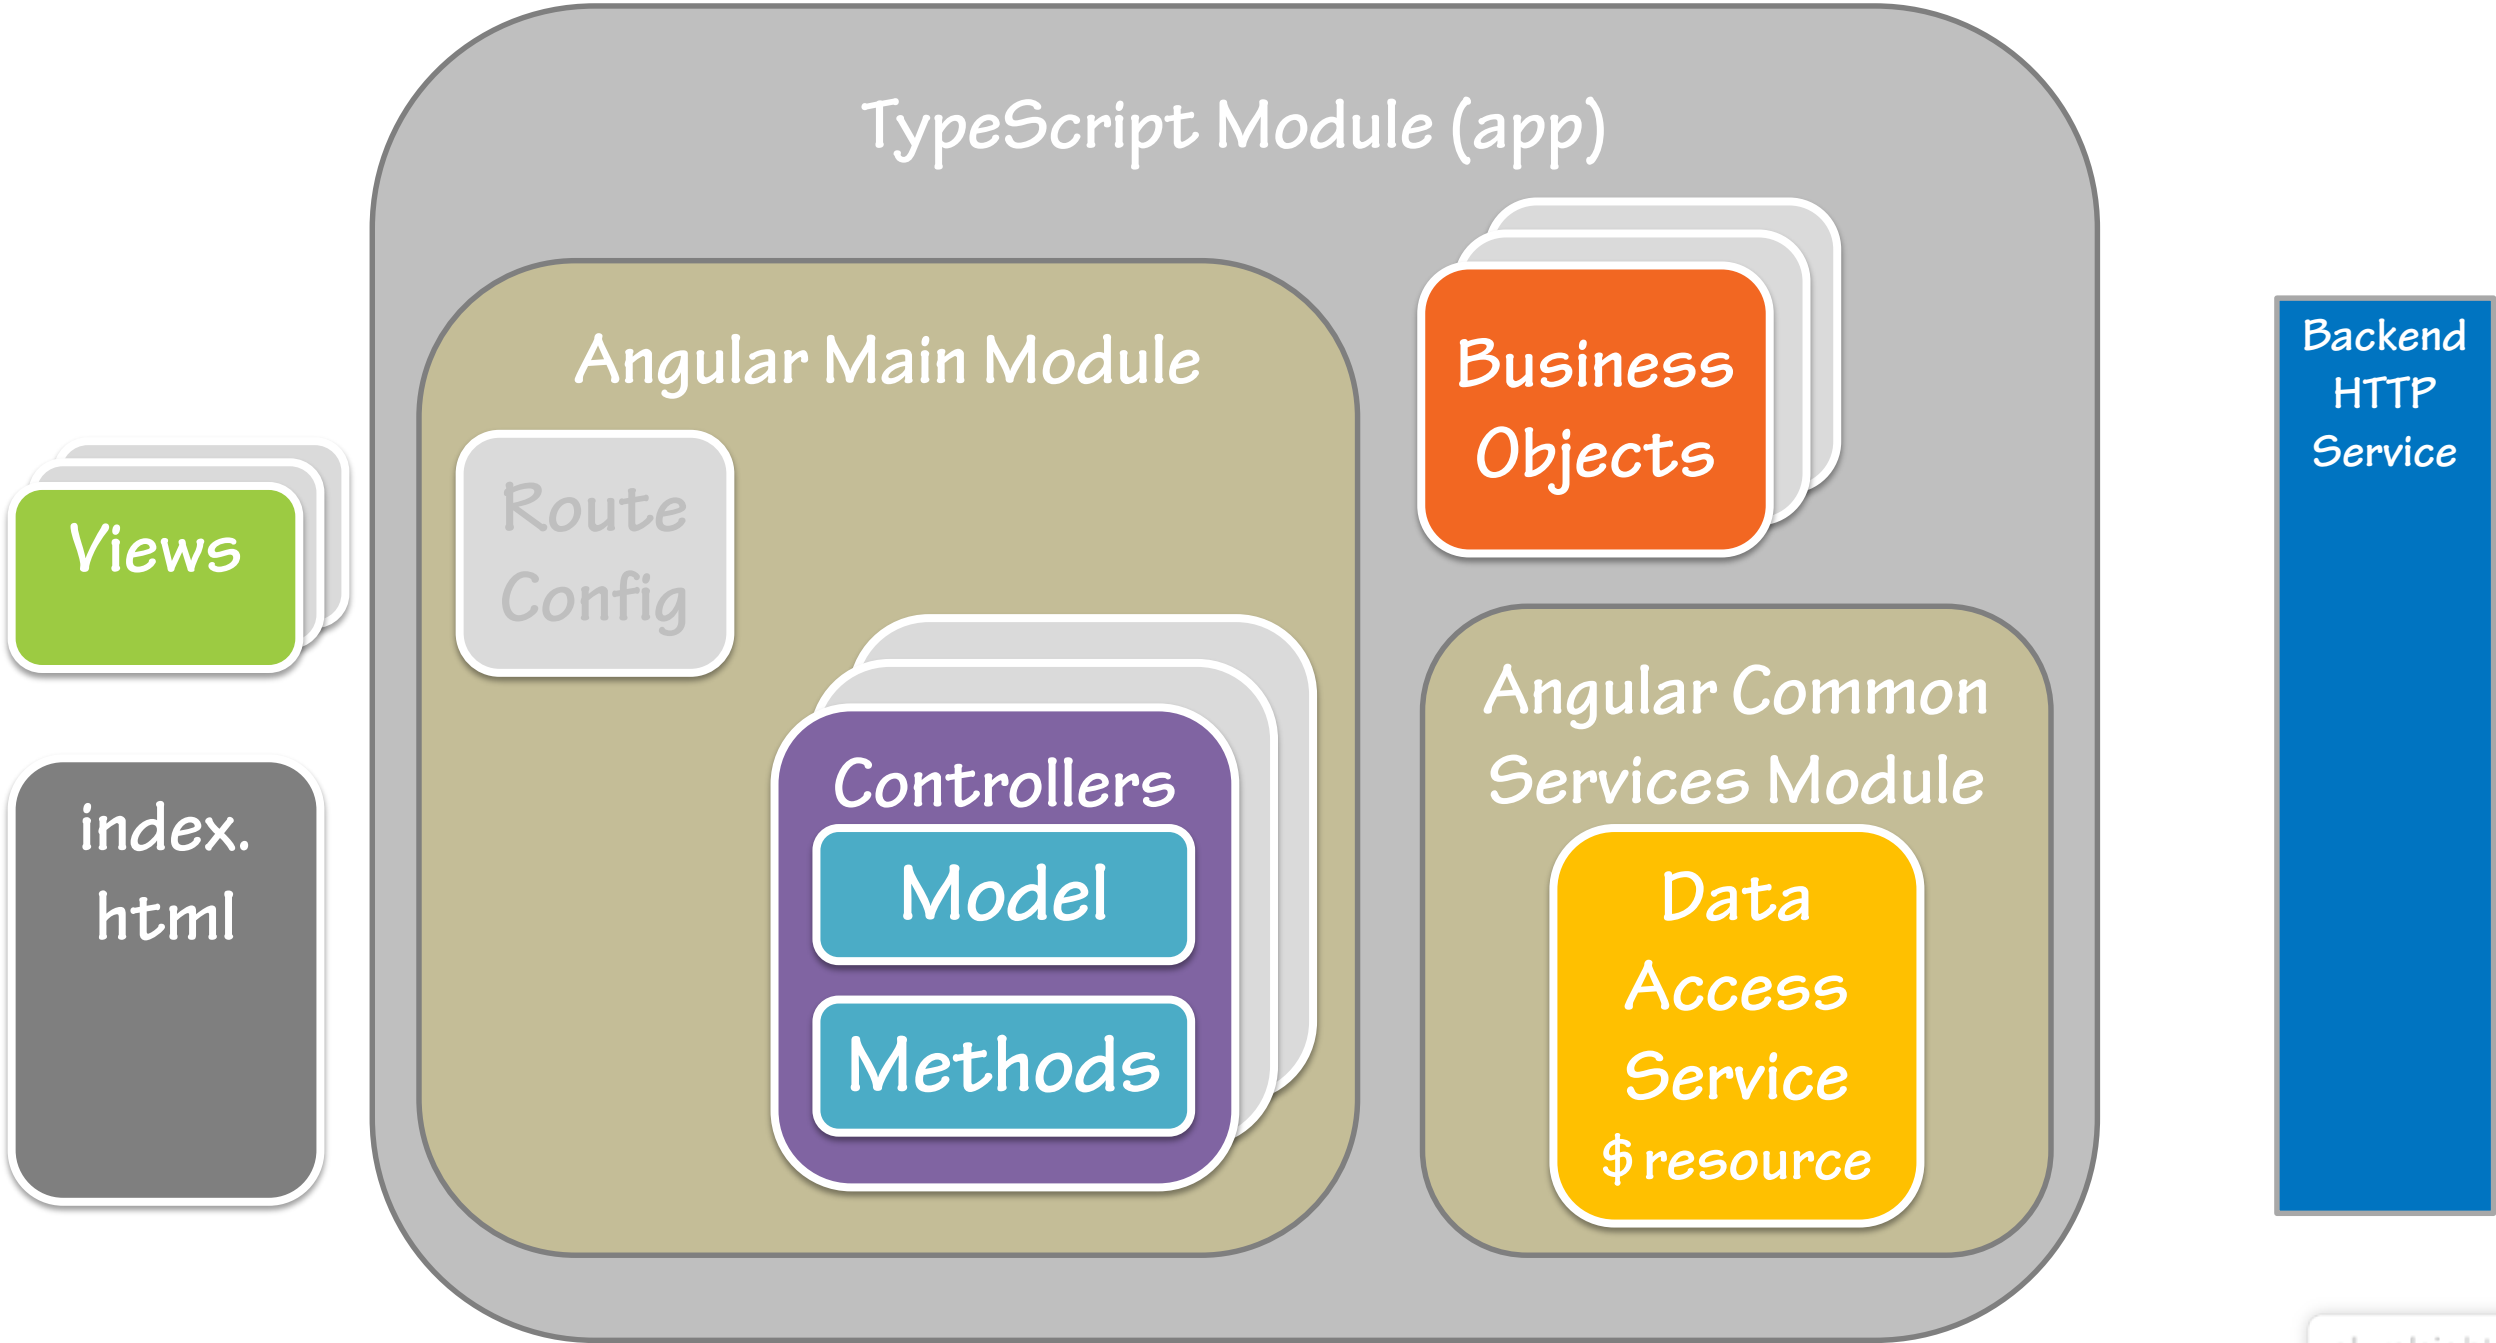 TypeScript Module (app)
Angular Main Module
Business
Objects
Backend
HTTP
Service
Route
Config
Views
Angular Common
Services Module
Controllers
index.
html
Model
Data
Access
Methods
Service
$resource